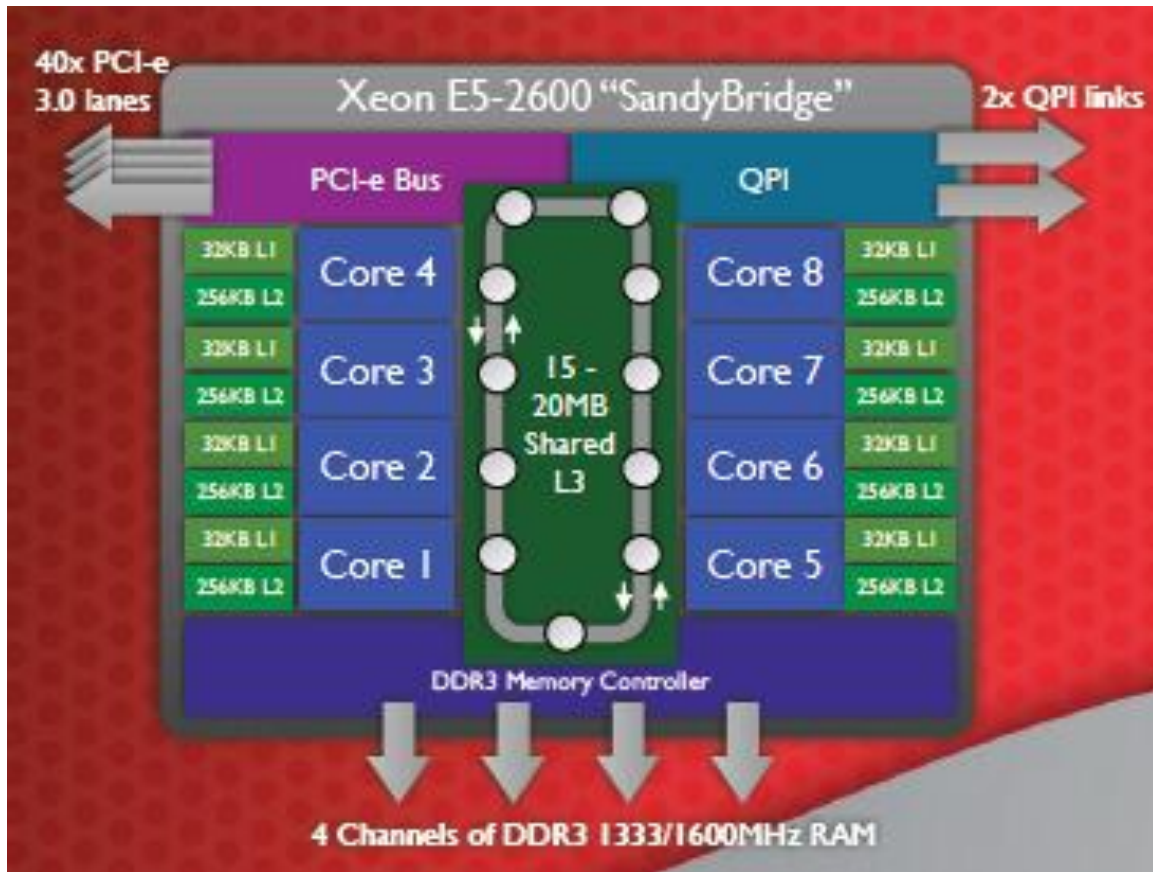 40x PCI-e
3.0 lanes
Xeon E5-2600 “SandyBridge”
2x QPI links
PCI-e Bus
QPI
32KB L1
256KB L2
Core 4
Core 8
32KB L1
256KB L2
32KB L1
256KB L2
Core 3
Core 7
32KB L1
256KB L2
32KB L1
256KB L2
Core 2
Core 6
32KB L1
256KB L2
32KB L1
256KB L2
Core 1
Core 5
32KB L1
256KB L2
15 -
20MB
Shared
L3
DDR3 Memory Controller
4 Channels of DDR3 1333/1600MHz RAM